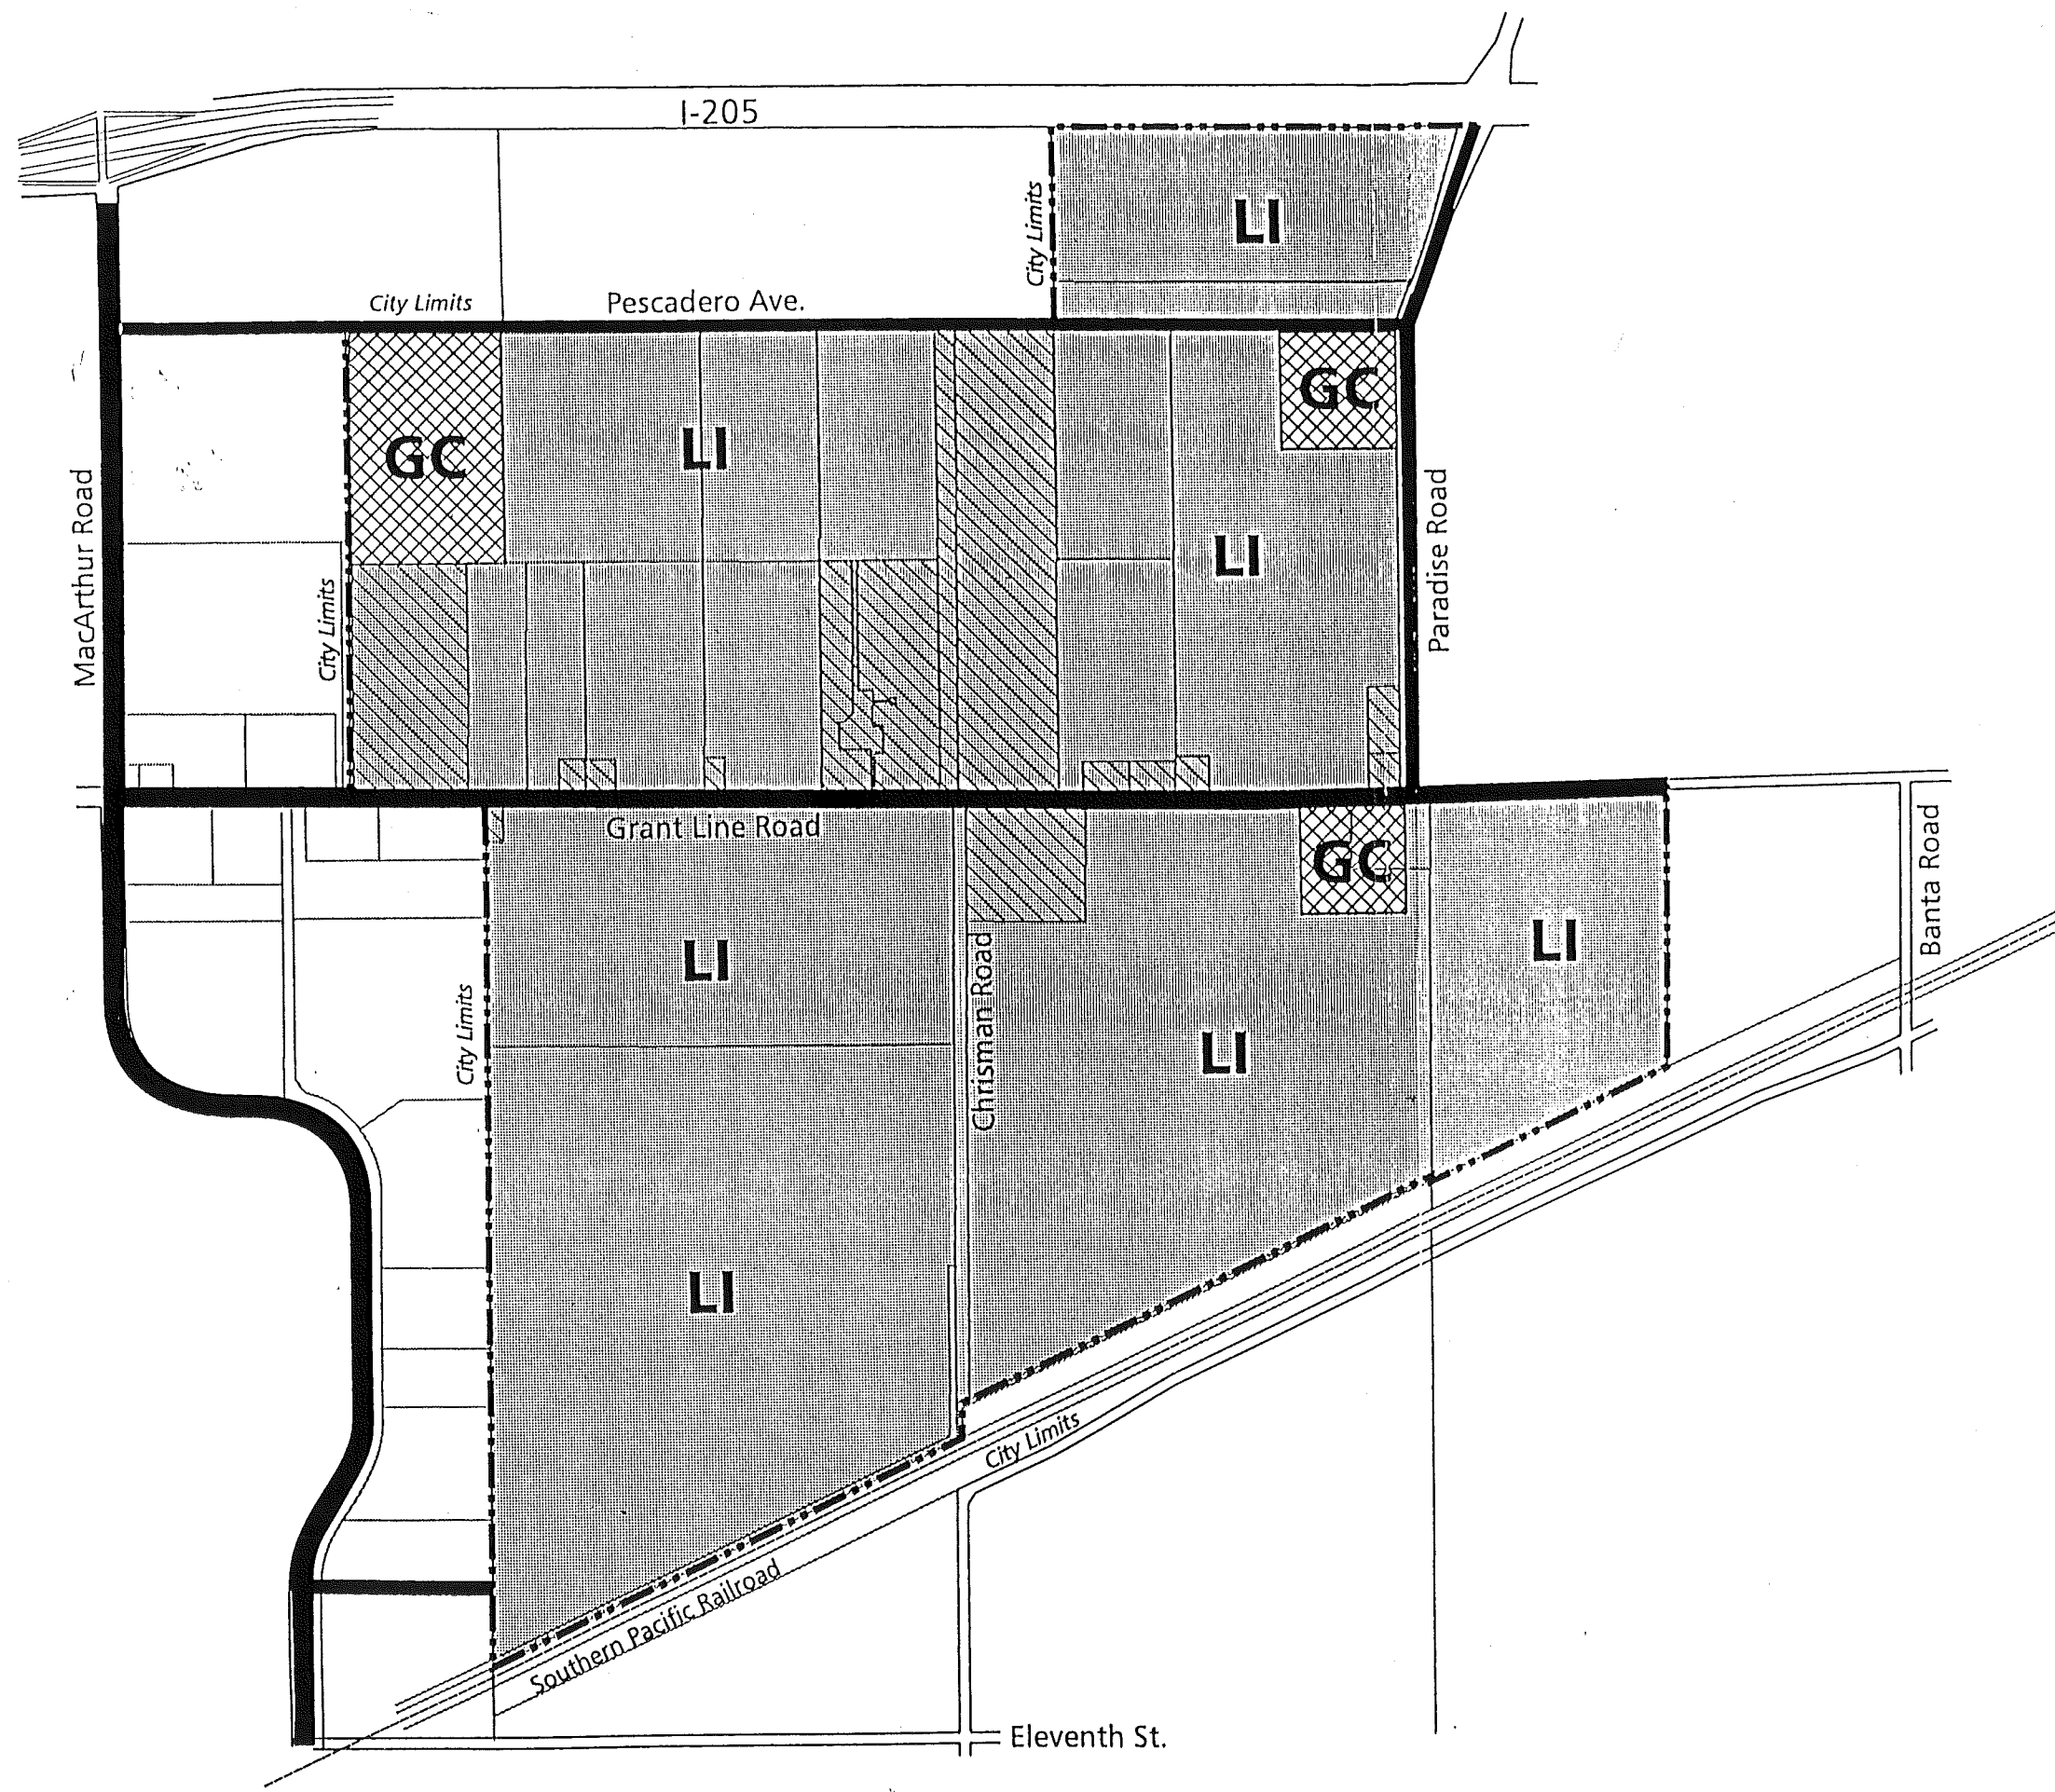 I-205
City Limits
LI
City Limits
Pescadero Ave.
GC
LI
GC
LI
MacArthur Road
City Limits
Paradise Road
Grant Line Road
GC
LI
LI
Banta Road
City Limits
Chrisman Road
LI
LI
City Limits
Southern Pacific Railroad
Eleventh St.